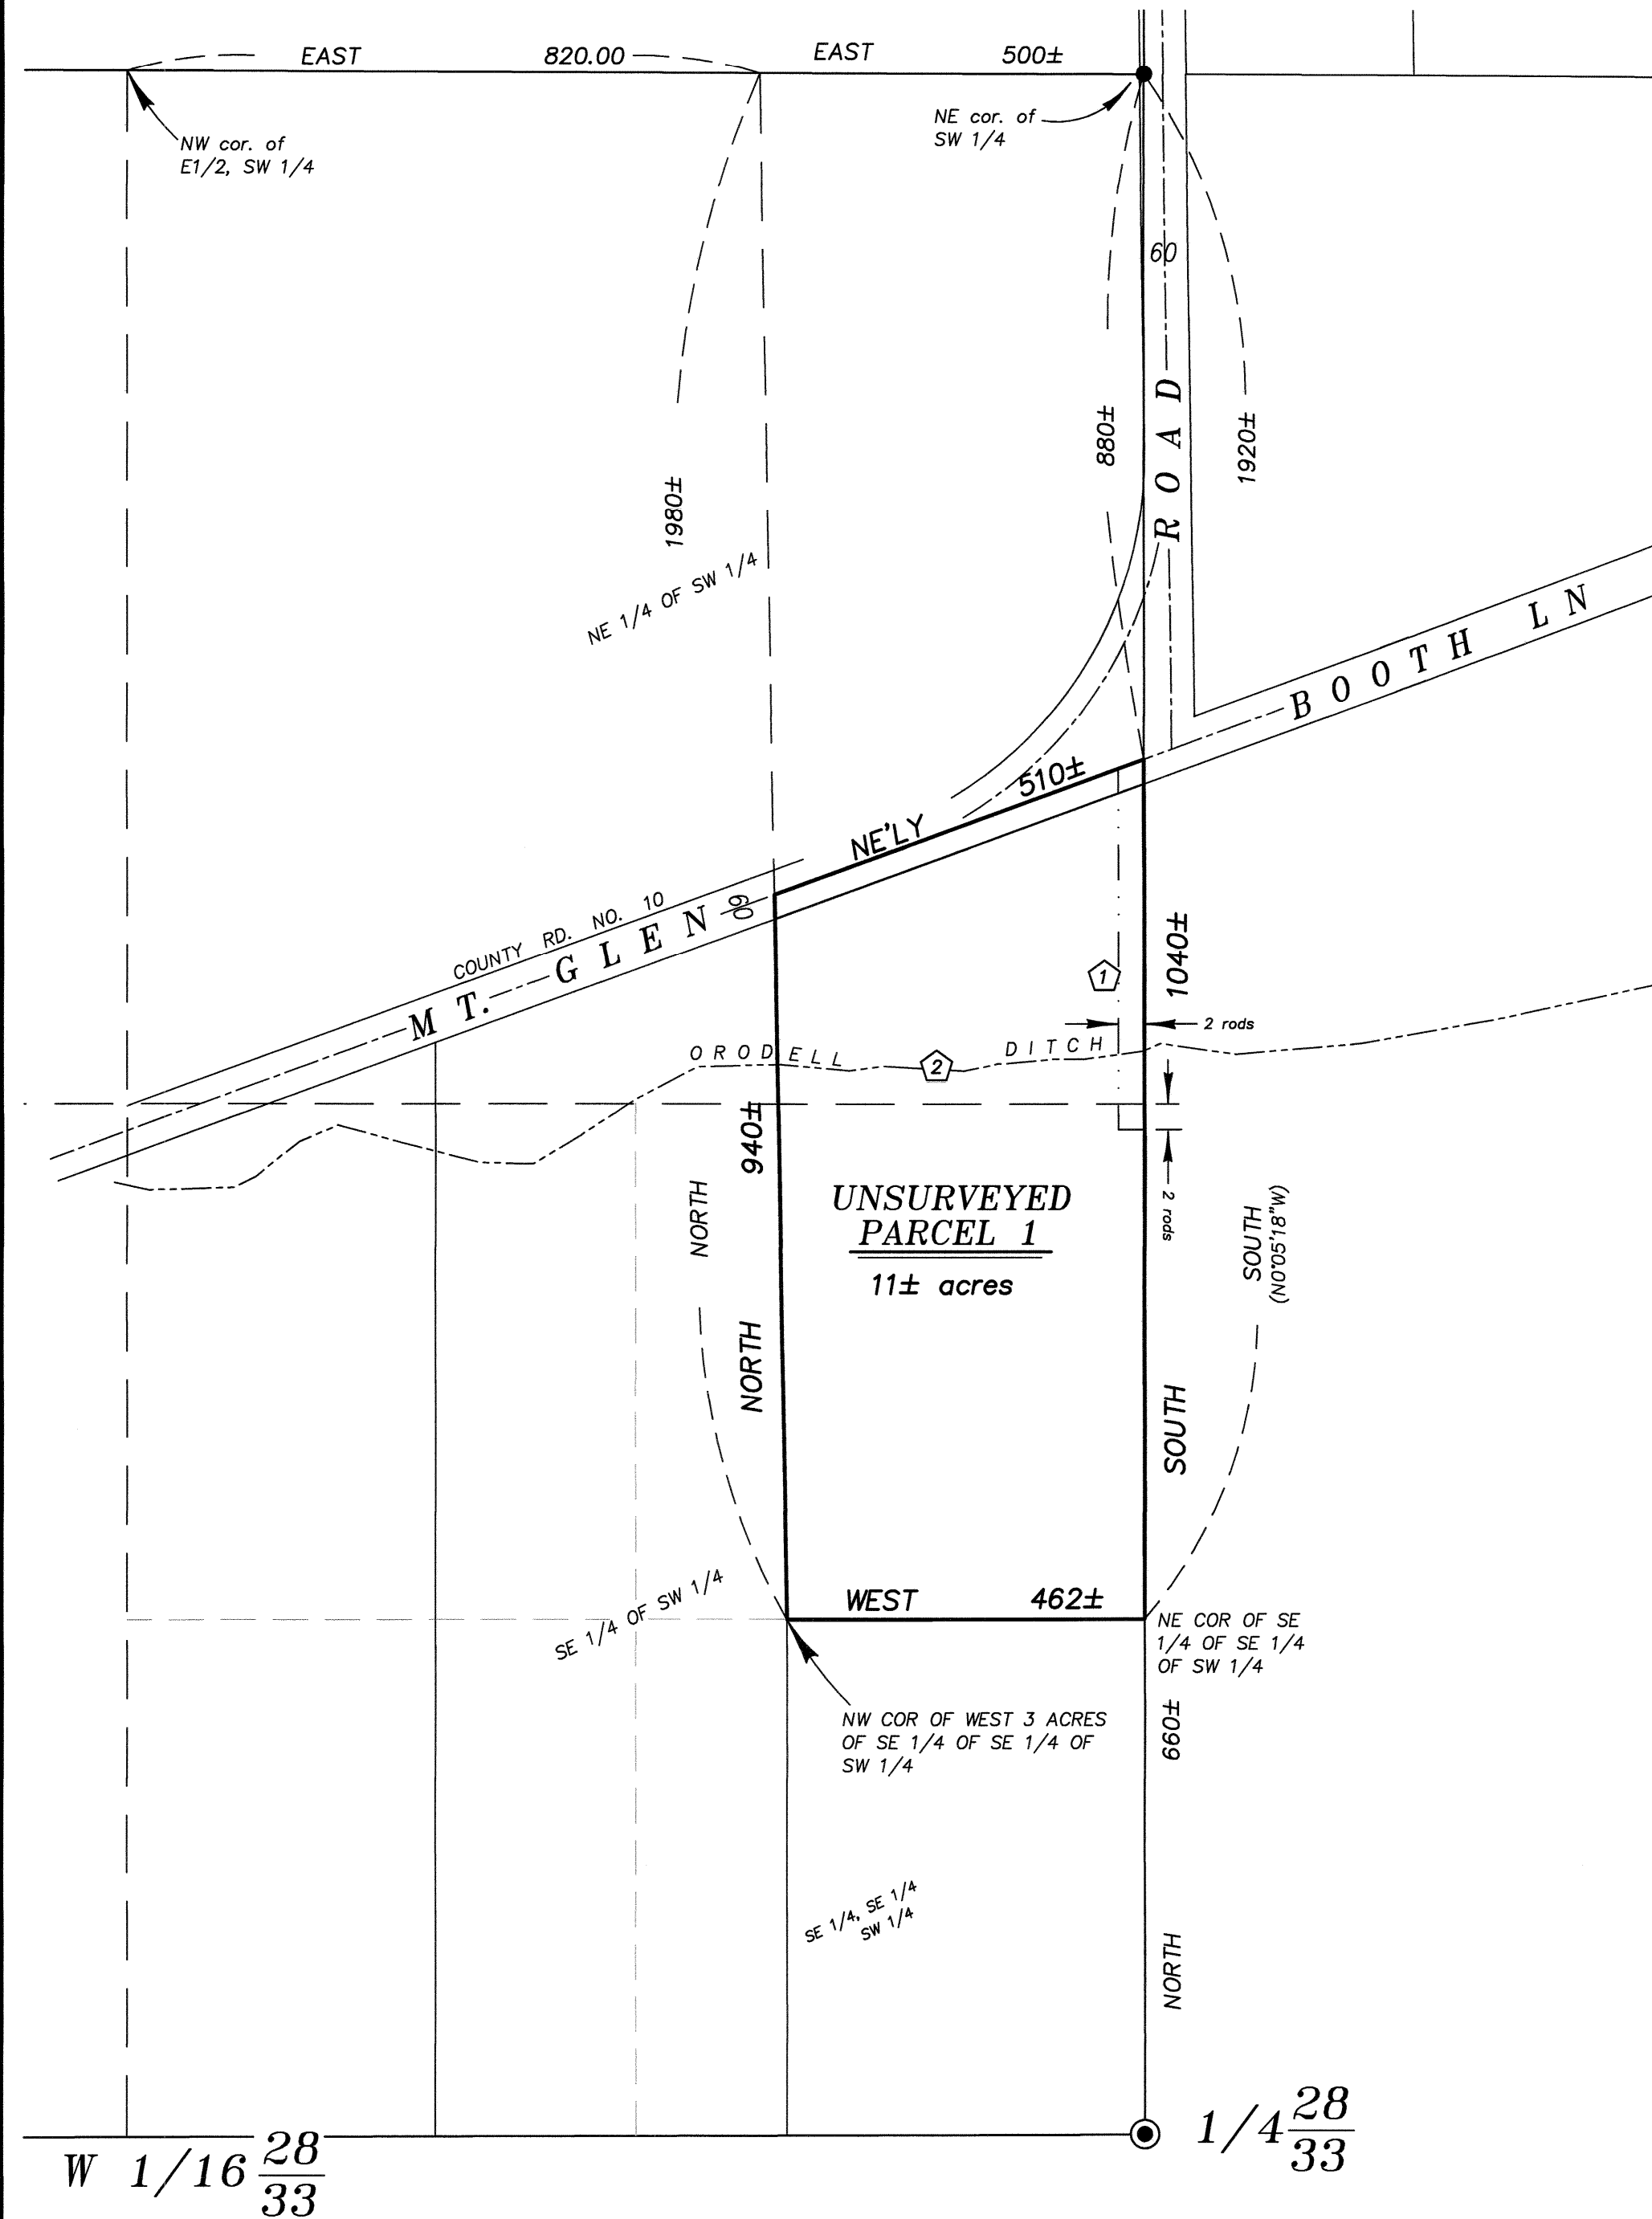 EAST 820.00 EAST 500±
NW cor. of
E1/2, SW 1/4
NE cor. of
SW 1/4
60
ROAD
880±
1920±
1980±
NE 1/4 OF SW 1/4
BOOTH LN
510±
NE'LY
COUNTY RD. NO. 10
60
MT. GLEN
1
1040±
2 rods
ORODELL DITCH
2
940±
2 rods
NORTH
UNSURVEYED
PARCEL 1
11± acres
SOUTH
(N0°05'18"W)
NORTH
SOUTH
SE 1/4 OF SW 1/4
WEST 462±
NE COR OF SE
1/4 OF SE 1/4
OF SW 1/4
NW COR OF WEST 3 ACRES
OF SE 1/4 OF SE 1/4 OF
SW 1/4
660±
SE 1/4, SE 1/4
SW 1/4
NORTH
W 1/16 28
33
1/4 28
33